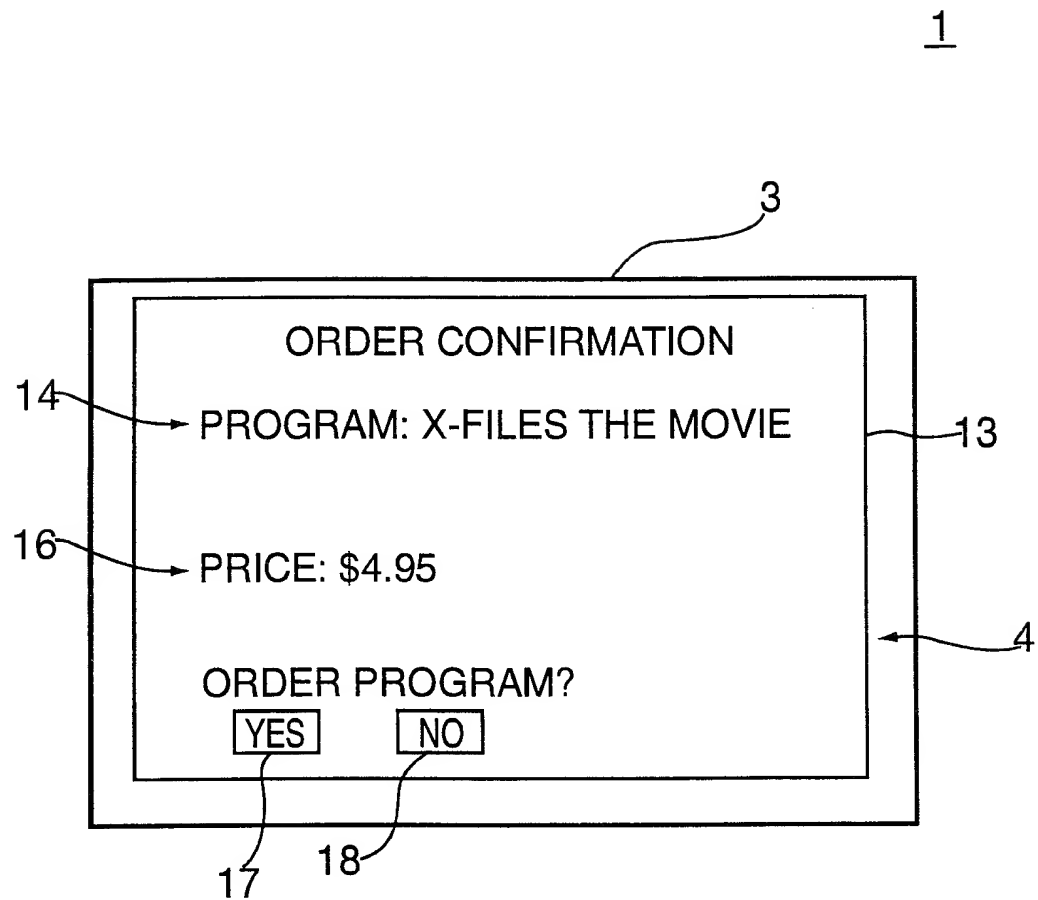 1
3
ORDER CONFIRMATION
14
PROGRAM: X-FILES THE MOVIE
13
16
PRICE: $4.95
4
ORDER PROGRAM?
YES NO
17
18